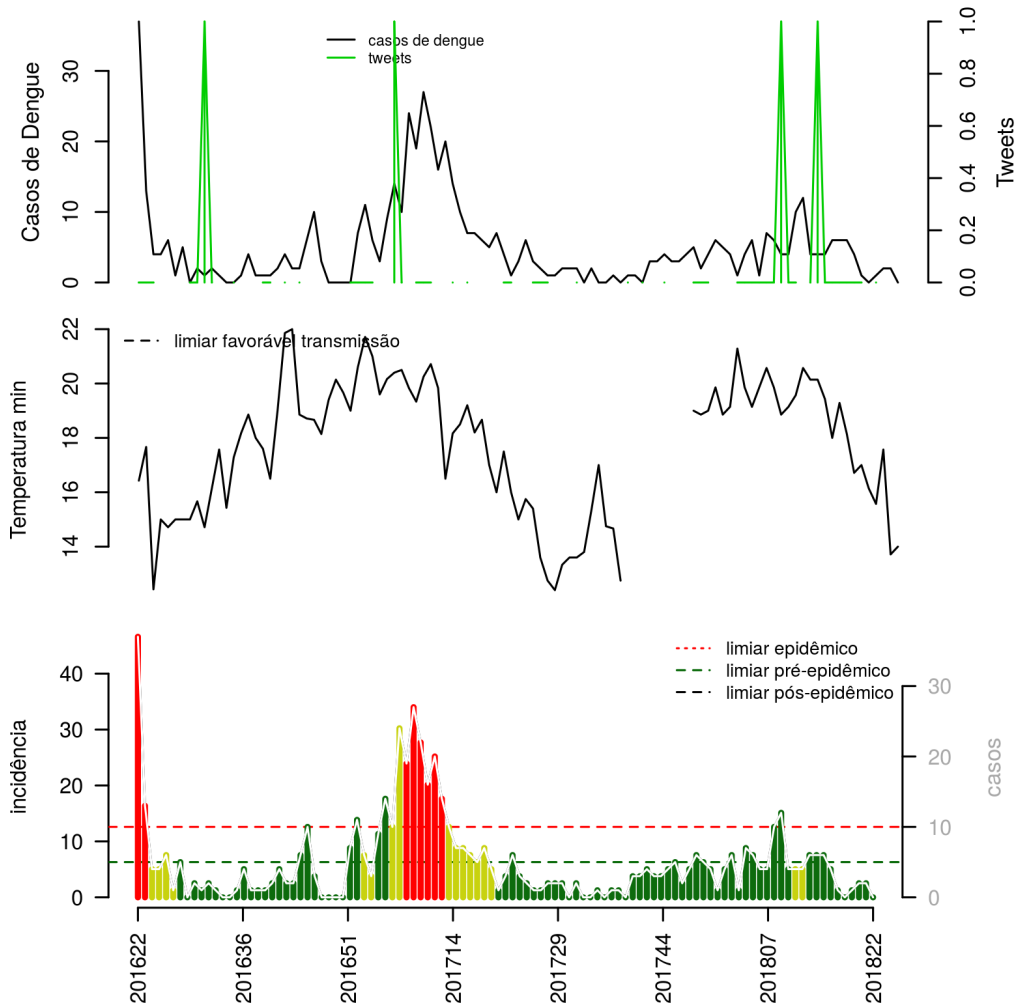 casos de dengue
tweets
Casos de Dengue
0
10
20
30
Tweets
0.0
0.2
0.4
0.6
0.8
1.0
limiar favorável transmissão
Temperatura min
14
16
18
20
22
limiar epidêmico
limiar pré-epidêmico
limiar pós-epidêmico
incidência
0
10
20
30
40
casos
0
10
20
30
201622
201636
201651
201714
201729
201744
201807
201822